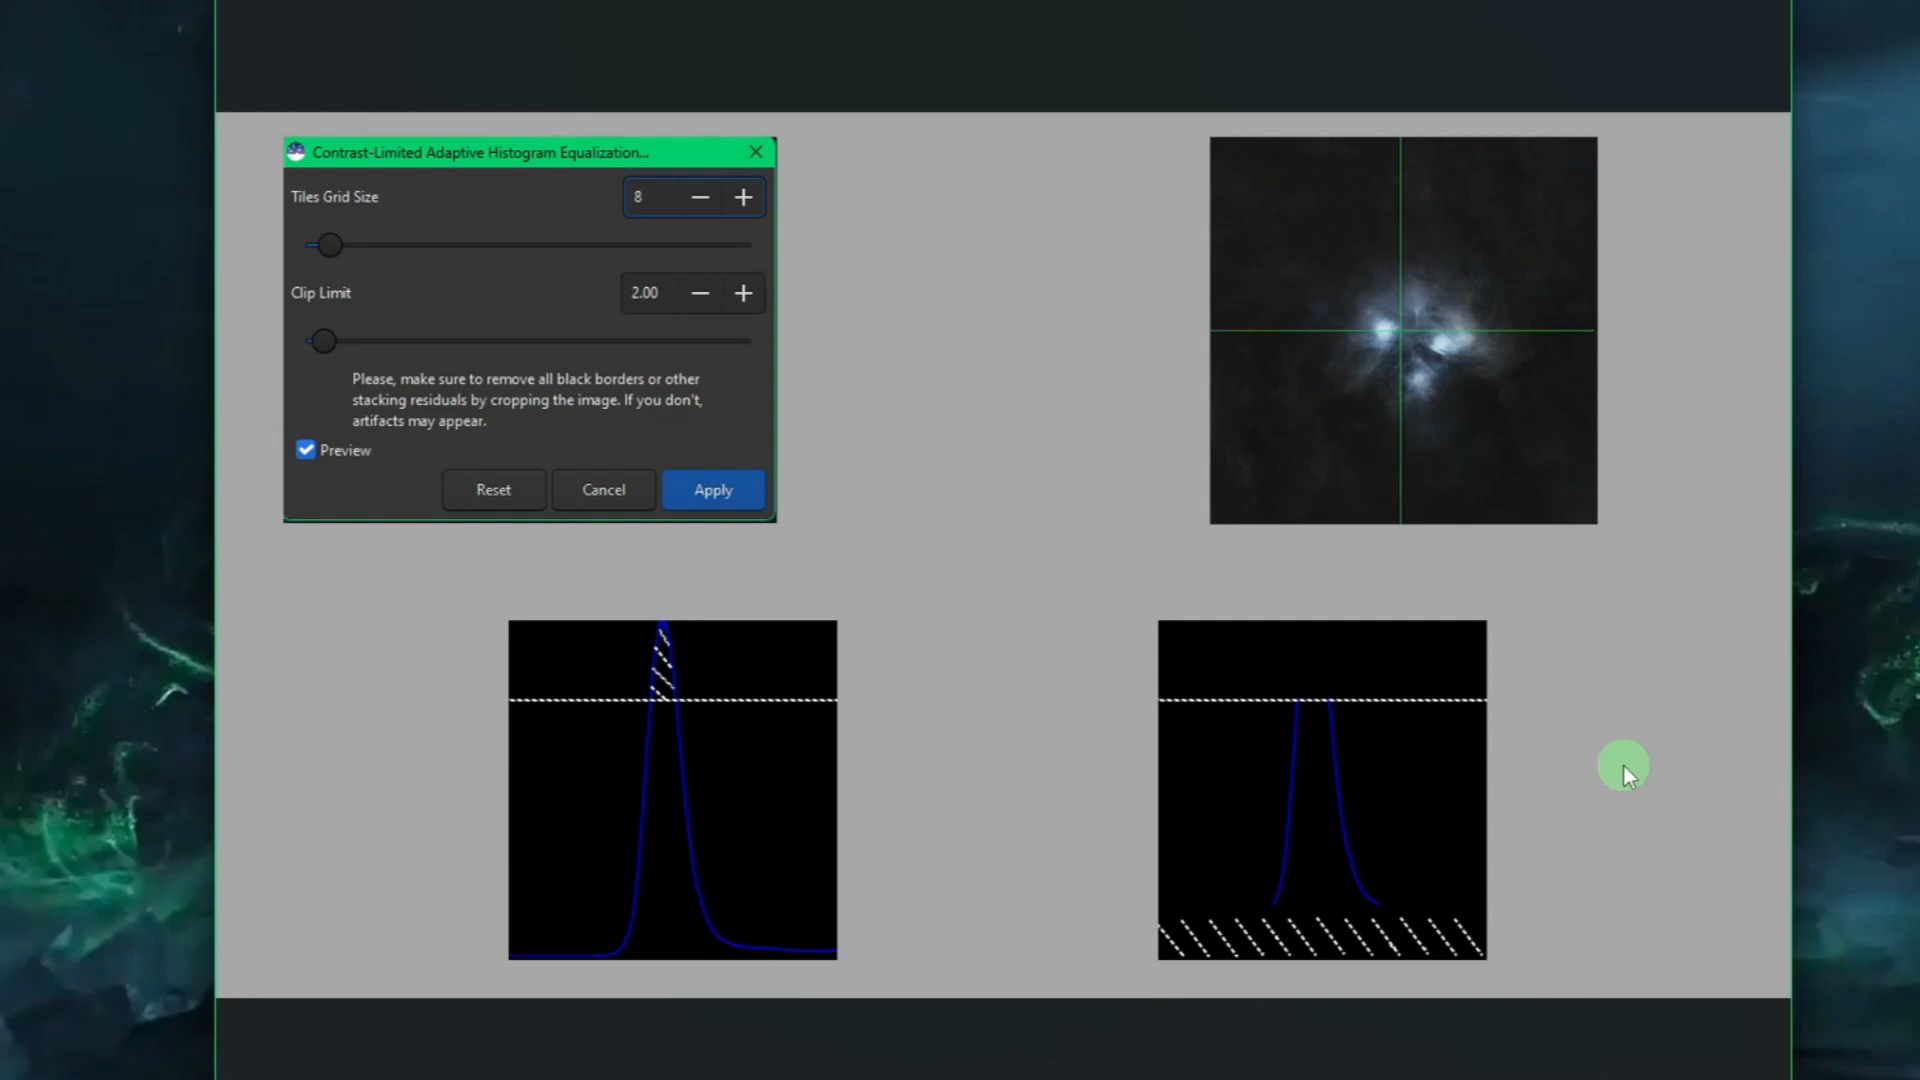 Contrast-Limited Adaptive Histogram Equalization...
Tiles Grid Size
8
Clip Limit
2.00
Please, make sure to remove all black borders or other
stacking residuals by cropping the image. If you don't,
artifacts may appear.
Preview
Reset
Cancel
Apply